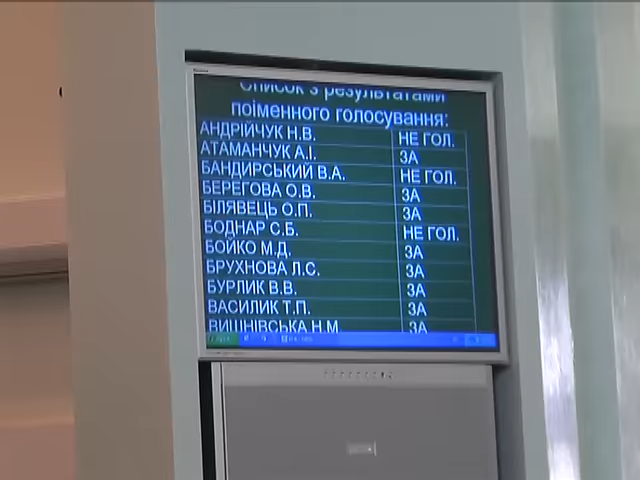 Список з результатами
поіменного голосування:
АНДРІЙЧУК Н.В. НЕ ГОЛ.
АТАМАНЧУК А.І. ЗА
БАНДИРСЬКИЙ В.А. НЕ ГОЛ.
БЕРЕГОВА О.В. ЗА
БІЛЯВЕЦЬ О.П. ЗА
БОДНАР С.Б. НЕ ГОЛ.
БОЙКО М.Д. ЗА
БРУХНОВА Л.С. ЗА
БУРЛИК В.В. ЗА
ВАСИЛИК Т.П. ЗА
ВИШНІВСЬКА Н.М ЗА